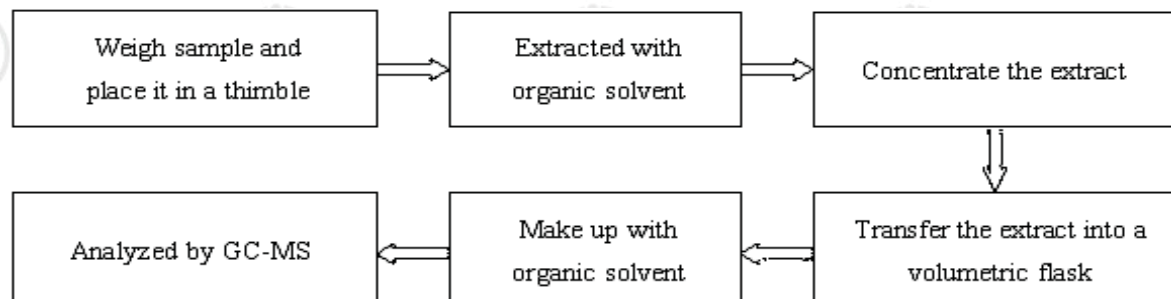 Weigh sample and
place it in a thimble
Extracted with
organic solvent
Concentrate the extract
Transfer the extract into a
volumetric flask
Make up with
organic solvent
Analyzed by GC-MS